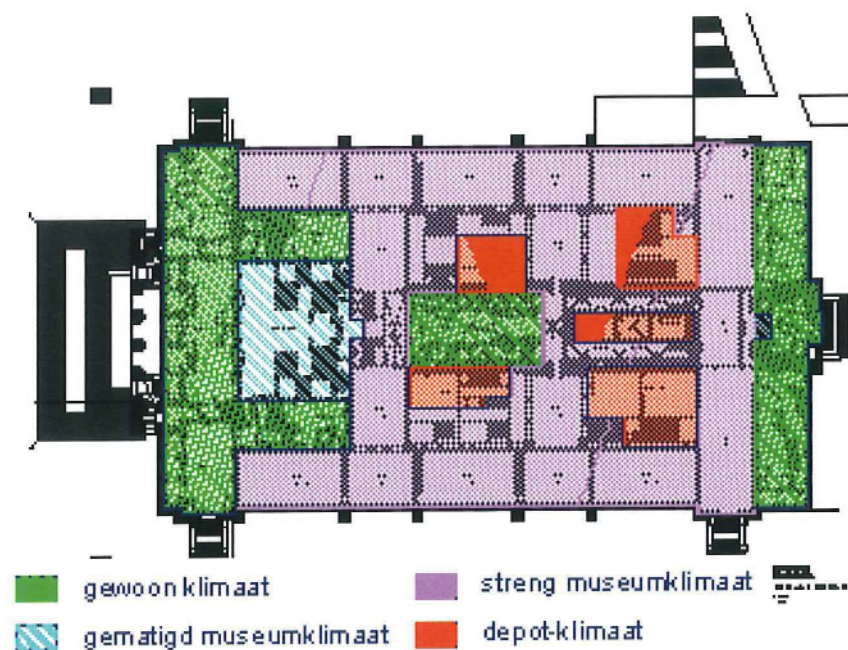 gewoon klimaat
streng museumklimaat
gematigd museumklimaat
depot-klimaat